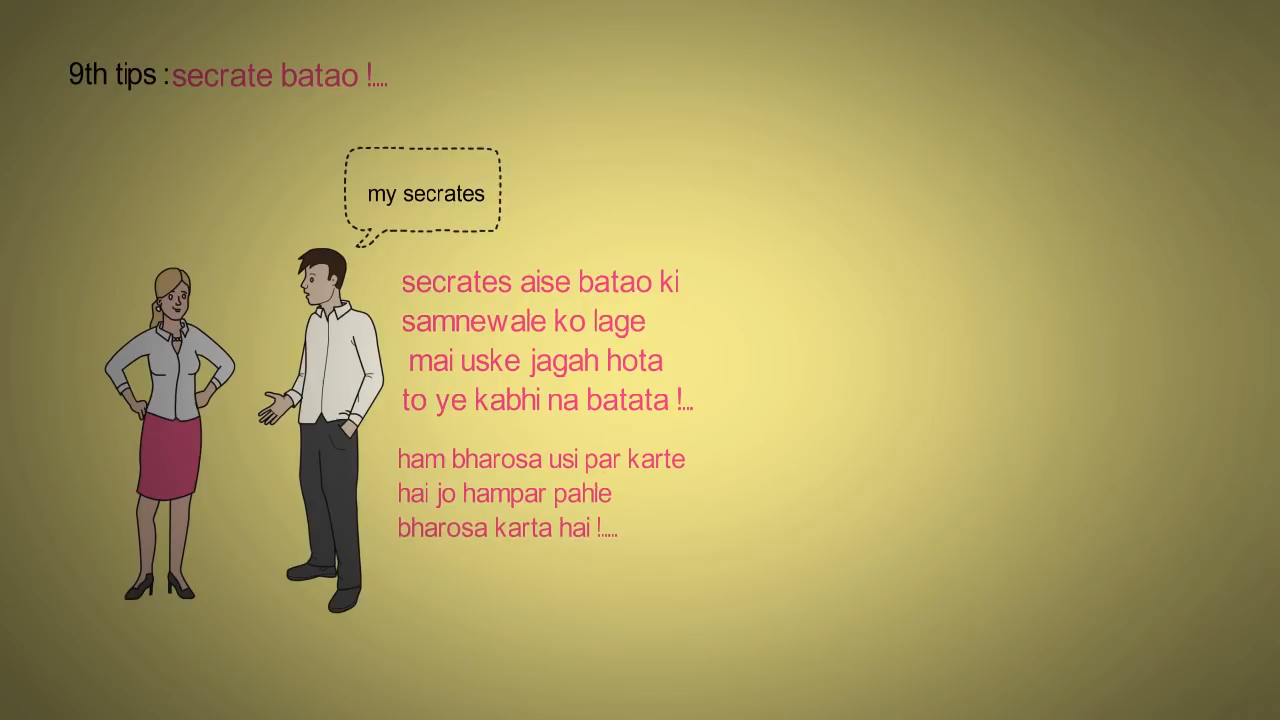 9th tips : secrate batao !....
my secrates
secrates aise batao ki
samnewale ko lage
mai uske jagah hota
to ye kabhi na batata !...
ham bharosa usi par karte
hai jo hampar pahle
bharosa karta hai !.....